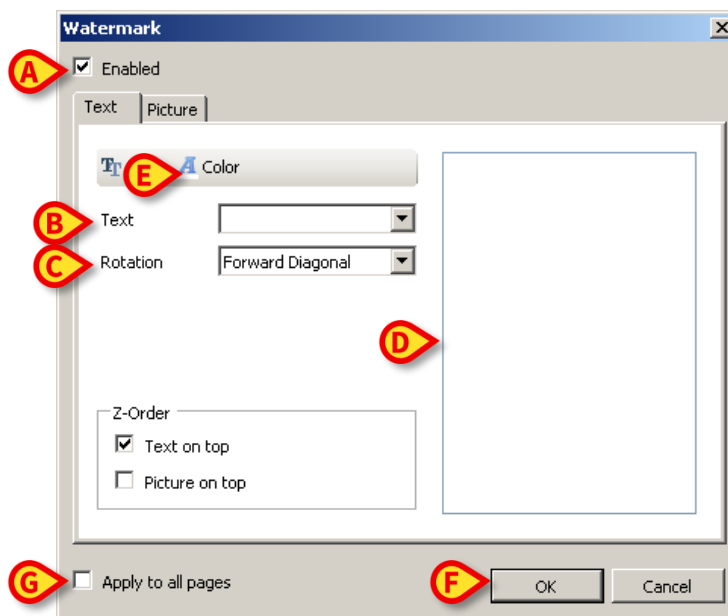 Watermark
A Enabled
Text Picture
E Color
B Text
C Rotation Forward Diagonal
D
Z-Order
Text on top
Picture on top
G Apply to all pages F OK Cancel